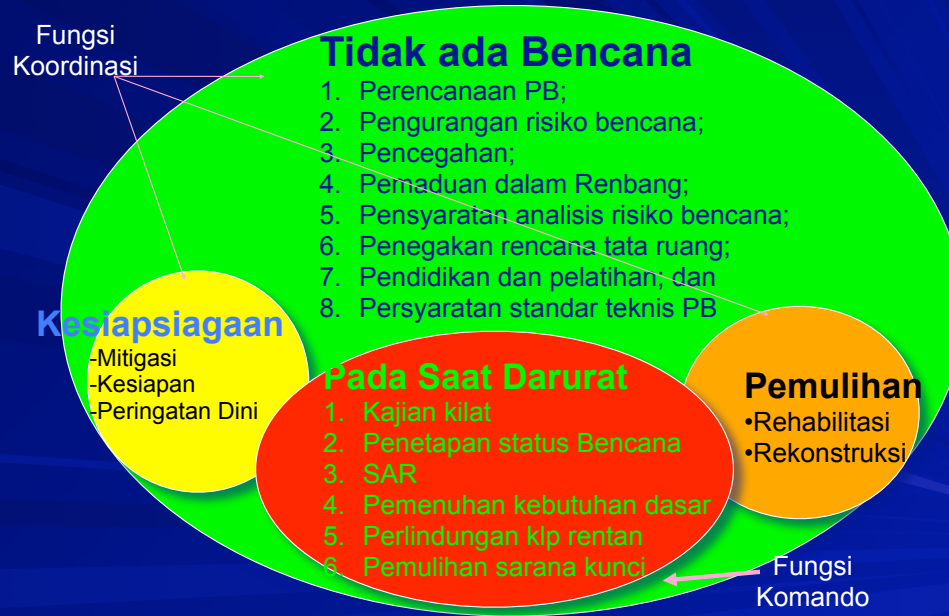 Fungsi
Koordinasi
Tidak ada Bencana
1. Perencanaan PB;
2. Pengurangan risiko bencana;
3. Pencegahan;
4. Pemaduan dalam Renbang;
5. Pensyaratan analisis risiko bencana;
6. Penegakan rencana tata ruang;
7. Pendidikan dan pelatihan; dan
8. Persyaratan standar teknis PB
Kesiapsiagaan
-Mitigasi
-Kesiapan
-Peringatan Dini
Pada Saat Darurat
1. Kajian kilat
2. Penetapan status Bencana
3. SAR
4. Pemenuhan kebutuhan dasar
5. Perlindungan klp rentan
6. Pemulihan sarana kunci
Pemulihan
•Rehabilitasi
•Rekonstruksi
Fungsi
Komando